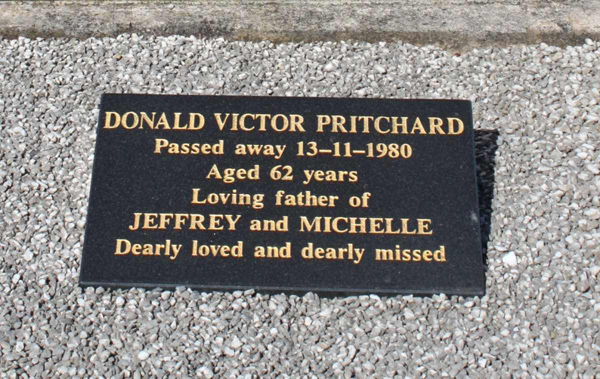 DONALD VICTOR PRITCHARD
Passed away 13–11–1980
Aged 62 years
Loving father of
JEFFREY and MICHELLE
Dearly loved and dearly missed